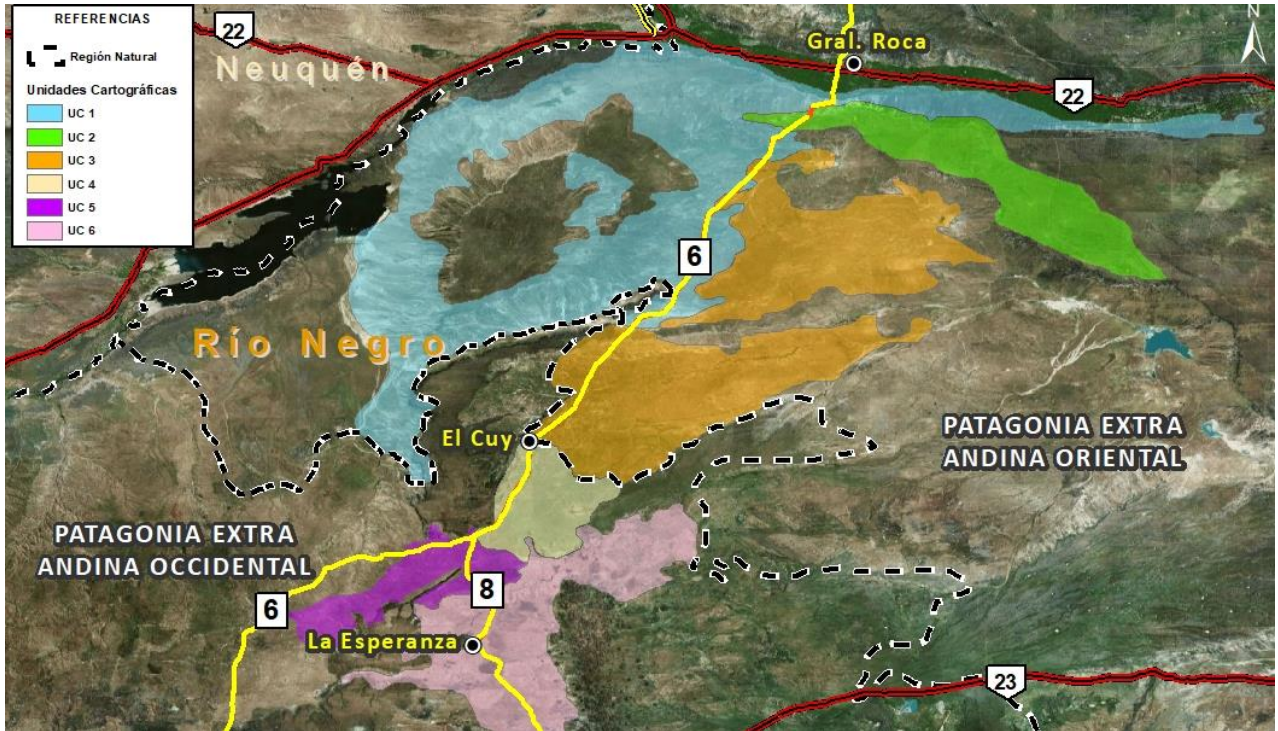 REFERENCIAS
Región Natural
Unidades Cartográficas
UC 1
UC 2
UC 3
UC 4
UC 5
UC 6
22
Neuquén
Gral. Roca
N
22
6
Río Negro
El Cuy
PATAGONIA EXTRA
ANDINA ORIENTAL
PATAGONIA EXTRA
ANDINA OCCIDENTAL
6
8
La Esperanza
23